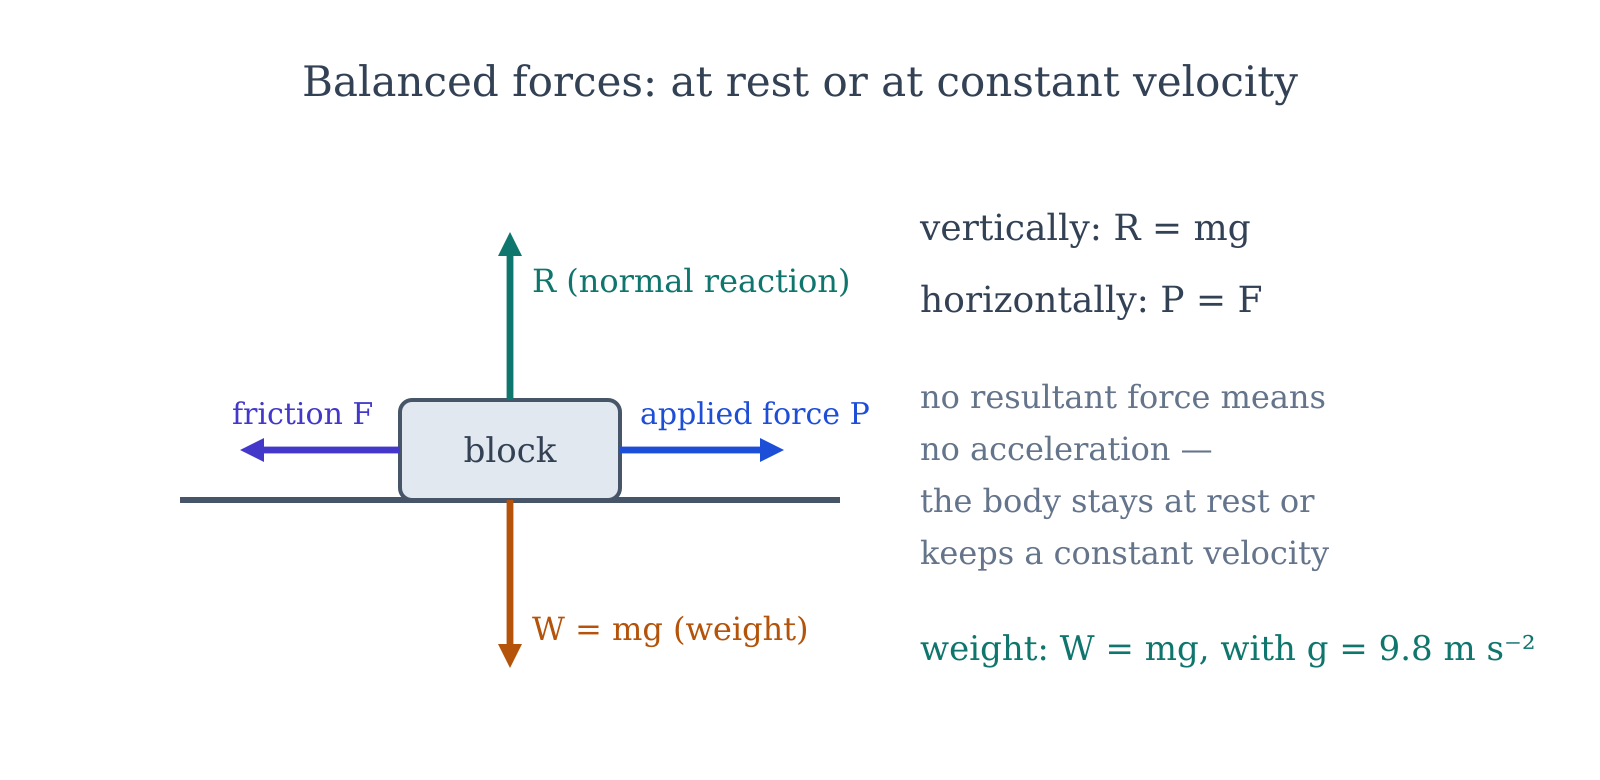 Balanced forces: at rest or at constant velocity
R (normal reaction)
friction F
block
applied force P
W = mg (weight)
vertically: R = mg
horizontally: P = F
no resultant force means
no acceleration —
the body stays at rest or
keeps a constant velocity
weight: W = mg, with g = 9.8 m s⁻²